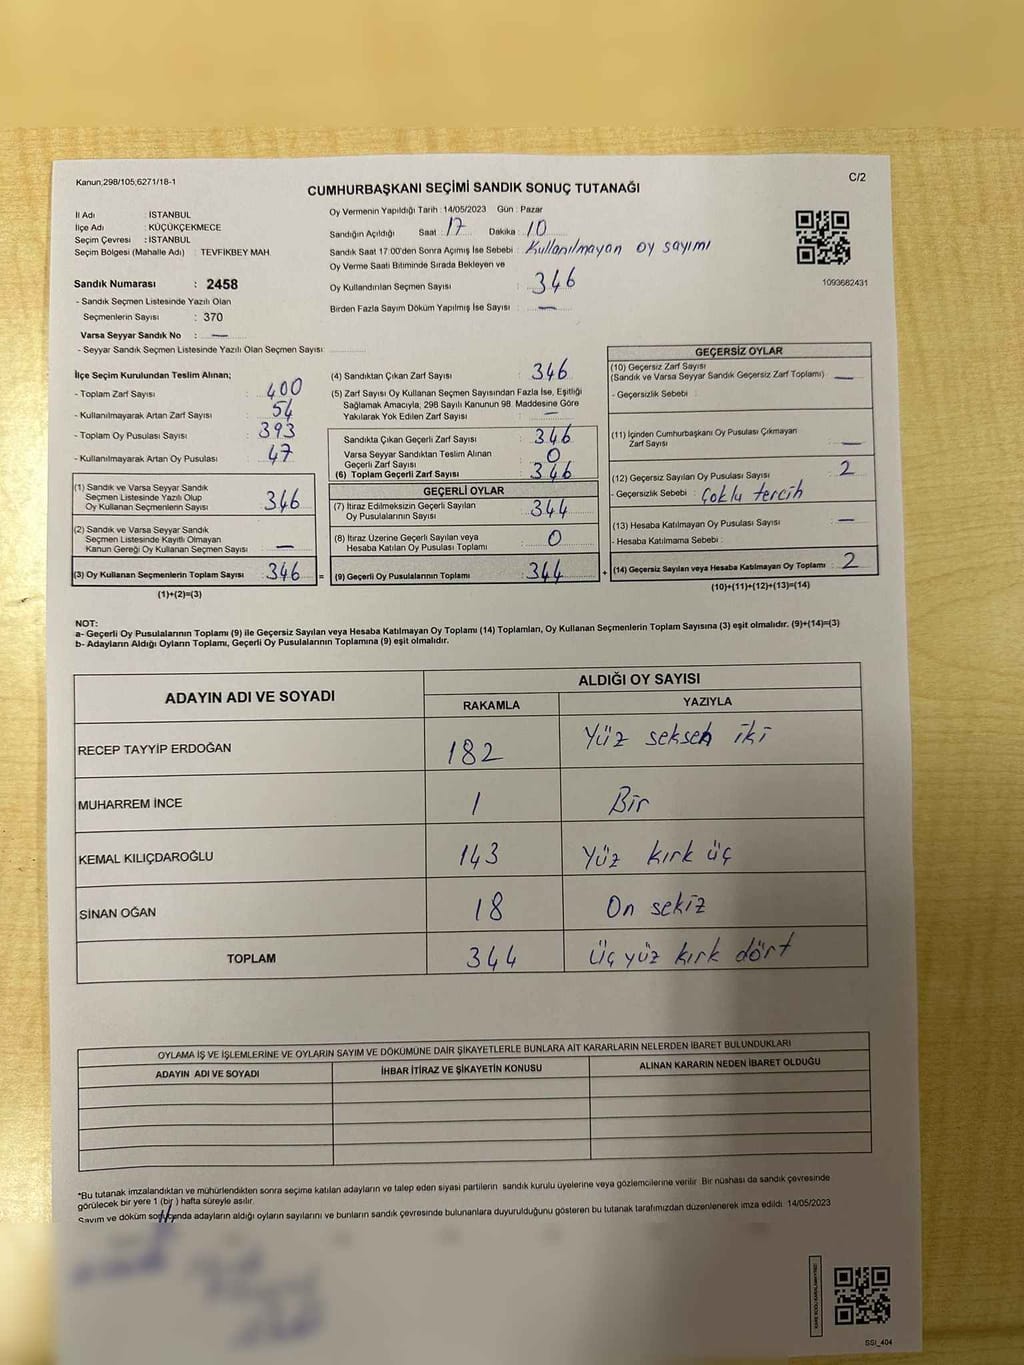 Kanun;298/105;6271/18-1
C/2
CUMHURBAŞKANI SEÇİMİ SANDIK SONUÇ TUTANAĞI
İl Adı : İSTANBUL
İlçe Adı : KÜÇÜKÇEKMECE
Seçim Çevresi : İSTANBUL
Seçim Bölgesi (Mahalle Adı) : TEVFİKBEY MAH.
Sandık Numarası : 2458
- Sandık Seçmen Listesinde Yazılı Olan
Seçmenlerin Sayısı : 370
Varsa Seyyar Sandık No : —
- Seyyar Sandık Seçmen Listesinde Yazılı Olan Seçmen Sayısı:
Oy Vermenin Yapıldığı Tarih : 14/05/2023 Gün : Pazar
Sandığın Açıldığı Saat : 17 Dakika : 10
Sandık Saat 17:00'den Sonra Açımış İse Sebebi : Kullanılmayan oy sayımı
Oy Verme Saati Bitiminde Sırada Bekleyen ve
Oy Kullandırılan Seçmen Sayısı : 346
Birden Fazla Sayım Döküm Yapılmış İse Sayısı : —
1093682431
İlçe Seçim Kurulundan Teslim Alınan;
- Toplam Zarf Sayısı : 400
- Kullanılmayarak Artan Zarf Sayısı : 54
- Toplam Oy Pusulası Sayısı : 393
- Kullanılmayarak Artan Oy Pusulası : 47
(1) Sandık ve Varsa Seyyar Sandık
Seçmen Listesinde Yazılı Olup
Oy Kullanan Seçmenlerin Sayısı 346
(2) Sandık ve Varsa Seyyar Sandık
Seçmen Listesinde Kayıtlı Olmayan
Kanun Gereği Oy Kullanan Seçmen Sayısı —
(3) Oy Kullanan Seçmenlerin Toplam Sayısı 346
(1)+(2)=(3)
(4) Sandıktan Çıkan Zarf Sayısı : 346
(5) Zarf Sayısı Oy Kullanan Seçmen Sayısından Fazla İse, Eşitliği
Sağlamak Amacıyla, 298 Sayılı Kanunun 98. Maddesine Göre
Yakılarak Yok Edilen Zarf Sayısı : —
Sandıkta Çıkan Geçerli Zarf Sayısı : 346
Varsa Seyyar Sandıktan Teslim Alınan
Geçerli Zarf Sayısı : 0
(6) Toplam Geçerli Zarf Sayısı : 346
GEÇERLİ OYLAR
(7) İtiraz Edilmeksizin Geçerli Sayılan
Oy Pusulalarının Sayısı : 344
(8) İtiraz Üzerine Geçerli Sayılan veya
Hesaba Katılan Oy Pusulası Toplamı : 0
= (9) Geçerli Oy Pusulalarının Toplamı : 344
GEÇERSİZ OYLAR
(10) Geçersiz Zarf Sayısı
(Sandık ve Varsa Seyyar Sandık Geçersiz Zarf Toplamı) : —
- Geçersizlik Sebebi :
(11) İçinden Cumhurbaşkanı Oy Pusulası Çıkmayan
Zarf Sayısı : —
(12) Geçersiz Sayılan Oy Pusulası Sayısı : 2
- Geçersizlik Sebebi : Çoklu tercih
(13) Hesaba Katılmayan Oy Pusulası Sayısı : —
- Hesaba Katılmama Sebebi :
+ (14) Geçersiz Sayılan veya Hesaba Katılmayan Oy Toplamı : 2
(10)+(11)+(12)+(13)=(14)
NOT:
a- Geçerli Oy Pusulalarının Toplamı (9) ile Geçersiz Sayılan veya Hesaba Katılmayan Oy Toplamı (14) Toplamları, Oy Kullanan Seçmenlerin Toplam Sayısına (3) eşit olmalıdır. (9)+(14)=(3)
b- Adayların Aldığı Oyların Toplamı, Geçerli Oy Pusulalarının Toplamına (9) eşit olmalıdır.
ADAYIN ADI VE SOYADI ALDIĞI OY SAYISI
RAKAMLA YAZIYLA
RECEP TAYYİP ERDOĞAN 182 Yüz seksen iki
MUHARREM İNCE 1 Bir
KEMAL KILIÇDAROĞLU 143 Yüz kırk üç
SİNAN OĞAN 18 On sekiz
TOPLAM 344 Üç yüz kırk dört
OYLAMA İŞ VE İŞLEMLERİNE VE OYLARIN SAYIM VE DÖKÜMÜNE DAİR ŞİKAYETLERLE BUNLARA AİT KARARLARIN NELERDEN İBARET BULUNDUKLARI
ADAYIN ADI VE SOYADI İHBAR İTİRAZ VE ŞİKAYETİN KONUSU ALINAN KARARIN NEDEN İBARET OLDUĞU
*Bu tutanak imzalandıktan ve mühürlendikten sonra seçime katılan adayların ve talep eden siyasi partilerin sandık kurulu üyelerine veya gözlemcilerine verilir. Bir nüshası da sandık çevresinde
görülecek bir yere 1 (bir) hafta süreyle asılır.
Sayım ve döküm sonucunda adayların aldığı oyların sayılarını ve bunların sandık çevresinde bulunanlara duyurulduğunu gösteren bu tutanak tarafımızdan düzenlenerek imza edildi. 14/05/2023
SSI_404